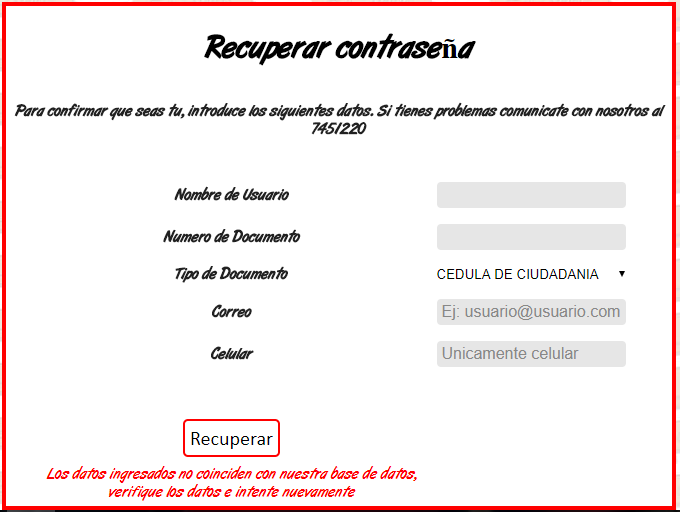 Recuperar contraseña
Para confirmar que seas tu, introduce los siguientes datos. Si tienes problemas comunicate con nosotros al
7451220
Nombre de Usuario
Numero de Documento
Tipo de Documento CEDULA DE CIUDADANIA
Correo Ej: usuario@usuario.com
Celular Unicamente celular
Recuperar
Los datos ingresados no coinciden con nuestra base de datos,
verifique los datos e intente nuevamente